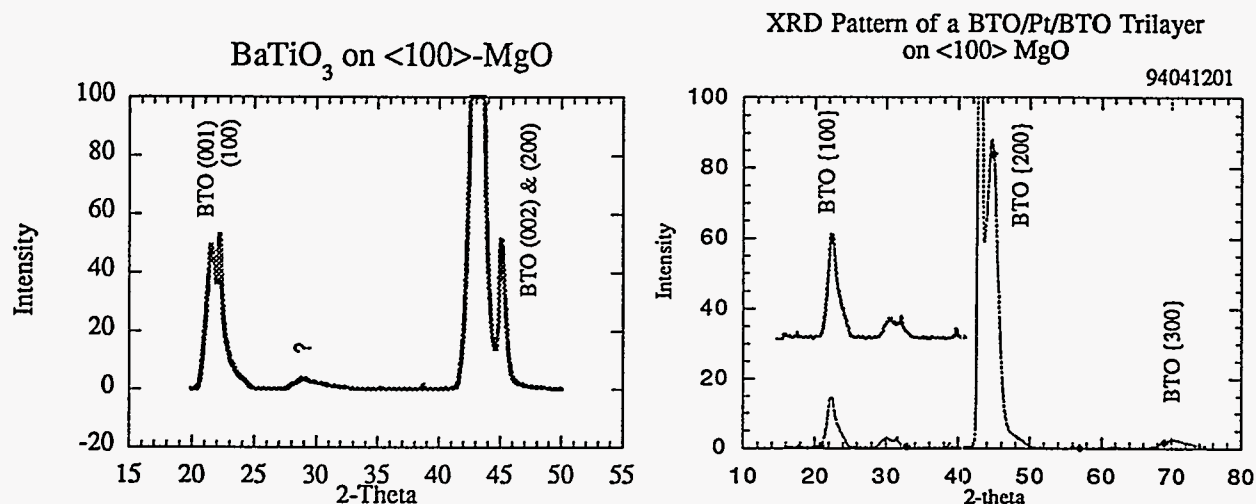 BaTiO3 on <100>-MgO
100
80
60
40
20
0
-20
Intensity
BTO (001)
(100)
?
BTO (002) & (200)
15 20 25 30 35 40 45 50 55
2-Theta
XRD Pattern of a BTO/Pt/BTO Trilayer
on <100> MgO
94041201
100
80
60
40
20
0
Intensity
BTO {100}
BTO {200}
BTO {300}
10 20 30 40 50 60 70 80
2-theta